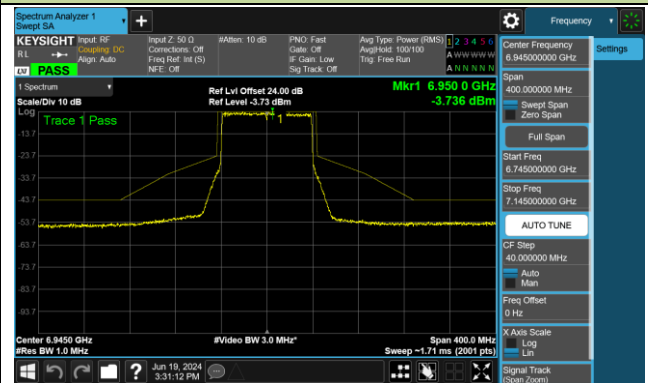 Spectrum Analyzer 1
Swept SA
Frequency
KEYSIGHT
RL
LXI
PASS
Input: RF
Coupling: DC
Align: Auto
Input Z: 50 Ω
Corrections: Off
Freq Ref: Int (S)
NFE: Off
#Atten: 10 dB
PNO: Fast
Gate: Off
IF Gain: Low
Sig Track: Off
Avg Type: Power (RMS)
Avg|Hold: 100/100
Trig: Free Run
1 2 3 4 5 6
A W W W W W
A N N N N N
Center Frequency
6.945000000 GHz
Settings
Span
400.000000 MHz
Swept Span
Zero Span
Full Span
Start Freq
6.745000000 GHz
Stop Freq
7.145000000 GHz
AUTO TUNE
CF Step
40.000000 MHz
Auto
Man
Freq Offset
0 Hz
X Axis Scale
Log
Lin
Signal Track
(Span Zoom)
1 Spectrum
Scale/Div 10 dB
Log
Ref Lvl Offset 24.00 dB
Ref Level -3.73 dBm
Mkr1 6.950 0 GHz
-3.736 dBm
Trace 1 Pass
1
-13.7
-23.7
-33.7
-43.7
-53.7
-63.7
-73.7
-83.7
-93.7
Center 6.9450 GHz
#Res BW 1.0 MHz
#Video BW 3.0 MHz*
Span 400.0 MHz
Sweep ~1.71 ms (2001 pts)
?
Jun 19, 2024
3:31:12 PM